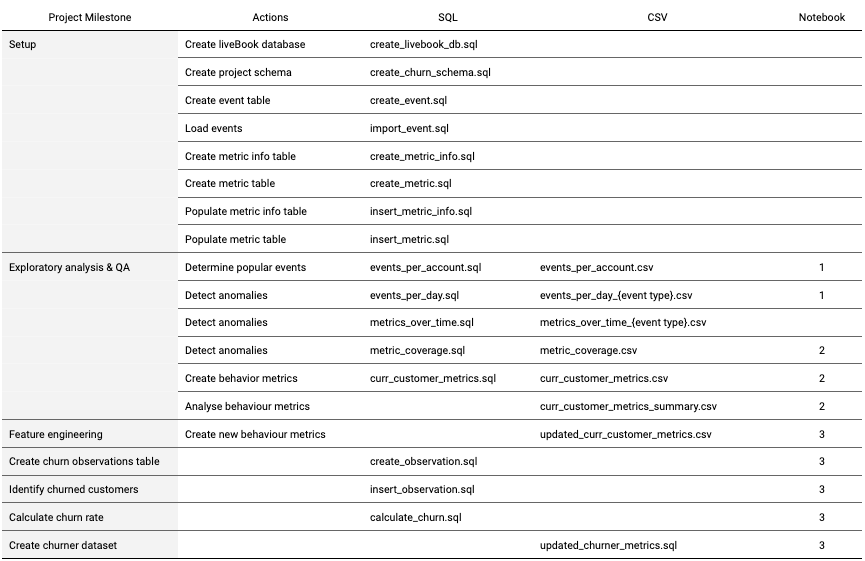 Project Milestone Actions SQL CSV Notebook
Setup Create liveBook database create_livebook_db.sql
Create project schema create_churn_schema.sql
Create event table create_event.sql
Load events import_event.sql
Create metric info table create_metric_info.sql
Create metric table create_metric.sql
Populate metric info table insert_metric_info.sql
Populate metric table insert_metric.sql
Exploratory analysis & QA Determine popular events events_per_account.sql events_per_account.csv 1
Detect anomalies events_per_day.sql events_per_day_{event type}.csv 1
Detect anomalies metrics_over_time.sql metrics_over_time_{event type}.csv
Detect anomalies metric_coverage.sql metric_coverage.csv 2
Create behavior metrics curr_customer_metrics.sql curr_customer_metrics.csv 2
Analyse behaviour metrics curr_customer_metrics_summary.csv 2
Feature engineering Create new behaviour metrics updated_curr_customer_metrics.csv 3
Create churn observations table create_observation.sql 3
Identify churned customers insert_observation.sql 3
Calculate churn rate calculate_churn.sql 3
Create churner dataset updated_churner_metrics.sql 3